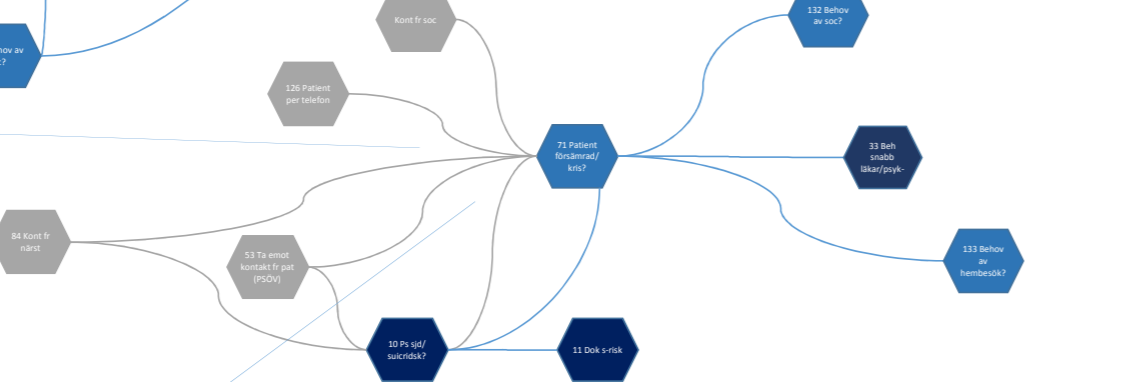 Kont fr soc
132 Behov
av soc?
ov av
?
126 Patient
per telefon
71 Patient
försämrad/
kris?
33 Beh
snabb
läkar/psyk-
84 Kont fr
närst
53 Ta emot
kontakt fr pat
(PSÖV)
133 Behov
av
hembesök?
10 Ps sjd/
suicridsk?
11 Dok s-risk